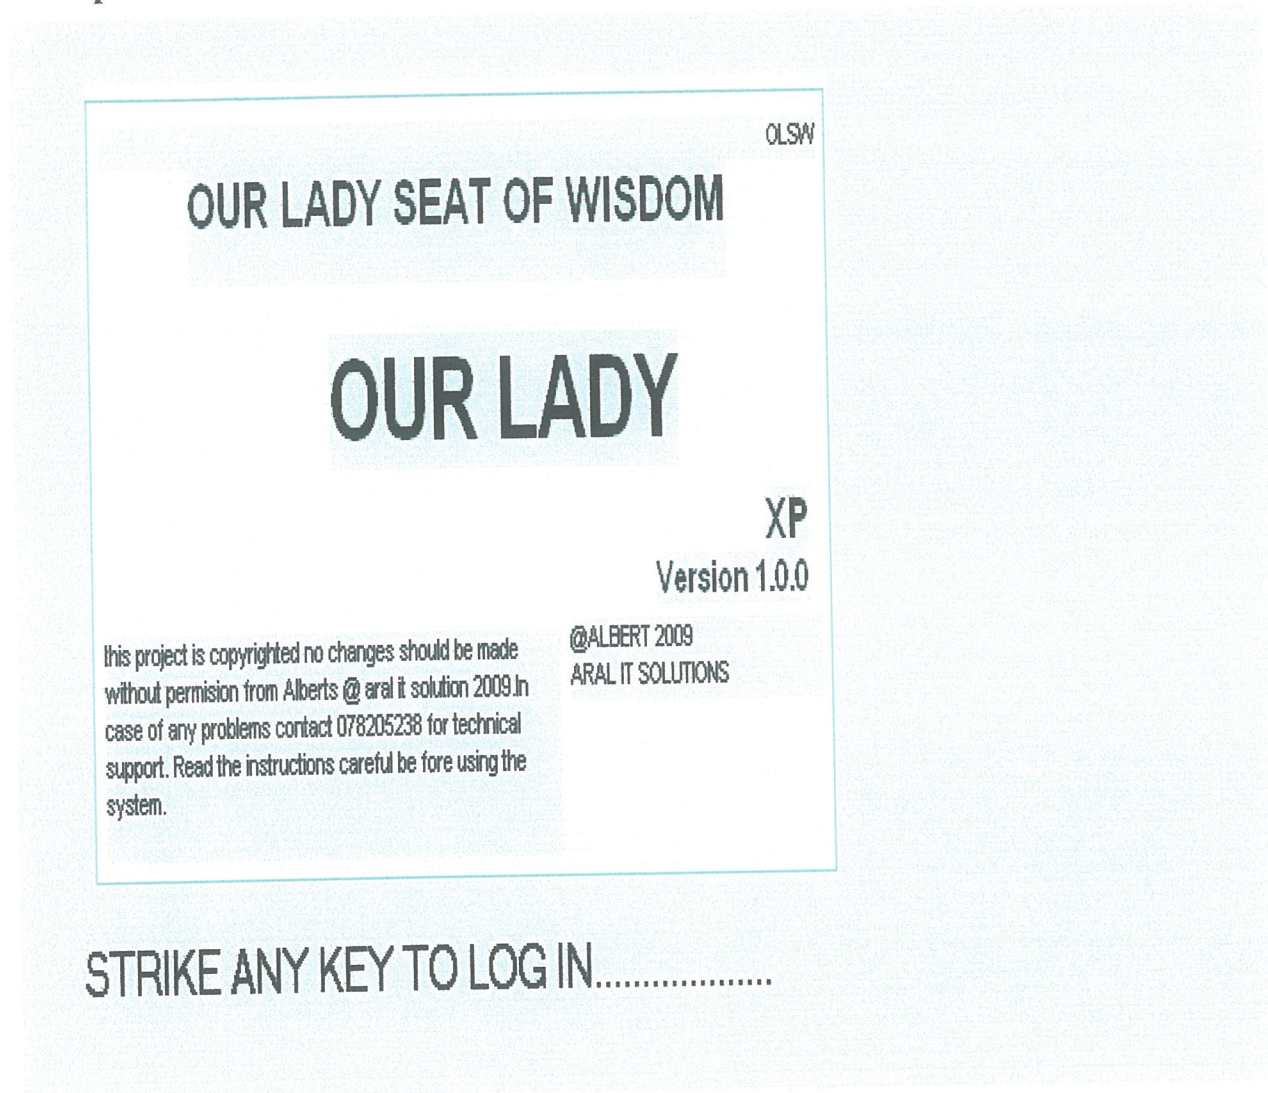 OLSW
OUR LADY SEAT OF WISDOM
OUR LADY
XP
Version 1.0.0
this project is copyrighted no changes should be made
without permision from Alberts @ aral it solution 2009.In
case of any problems contact 078205238 for technical
support. Read the instructions careful be fore using the
system.
@ALBERT 2009
ARAL IT SOLUTIONS
STRIKE ANY KEY TO LOG IN...................